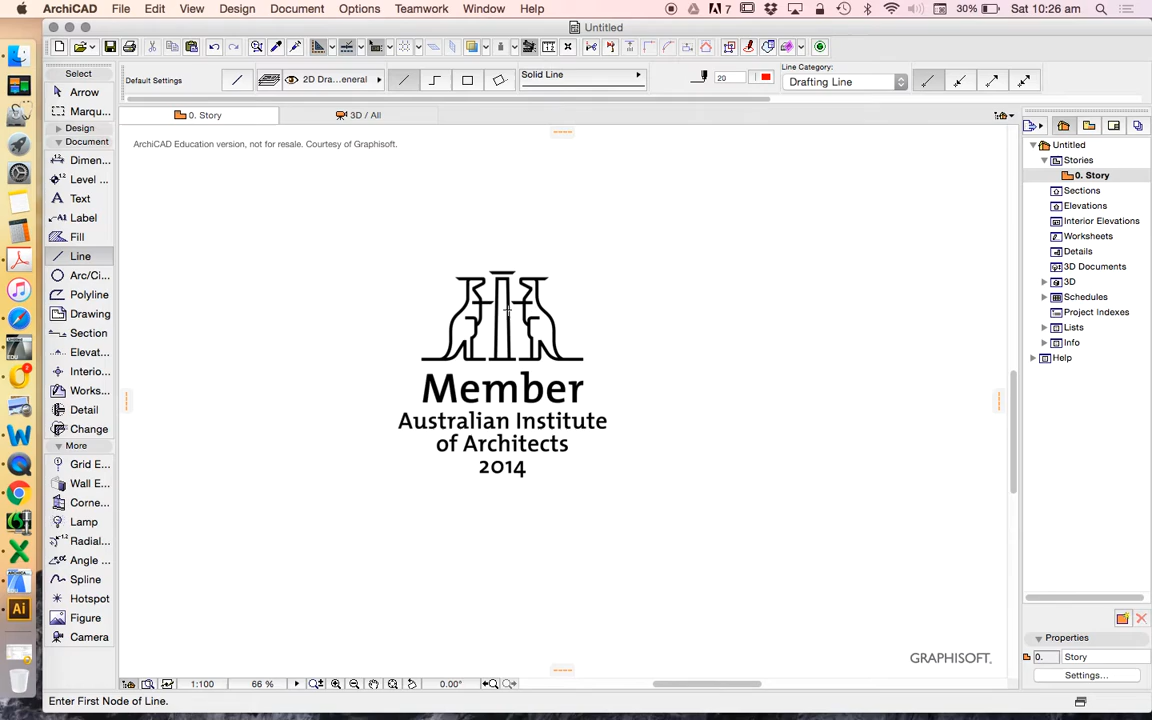 ArchiCAD File Edit View Design Document Options Teamwork Window Help 7 30% Sat 10:26 am
Untitled
Select
Default Settings
2D Dra...eneral
Solid Line
20
Line Category:
Drafting Line
Arrow
Marqu...
Design
Document
Dimen...
Level ...
A Text
A1 Label
Fill
Line
Arc/Ci...
Polyline
Drawing
Section
Elevat...
Interio...
Works...
Detail
Change
More
Grid E...
Wall E...
Corne...
Lamp
Radial...
Angle ...
Spline
Hotspot
Figure
Camera
0. Story
3D / All
ArchiCAD Education version, not for resale. Courtesy of Graphisoft.
Member
Australian Institute
of Architects
2014
GRAPHISOFT.
Untitled
Stories
0. Story
Sections
Elevations
Interior Elevations
Worksheets
Details
3D Documents
3D
Schedules
Project Indexes
Lists
Info
Help
Properties
0. Story
Settings...
1:100 66 % 0.00°
Enter First Node of Line.